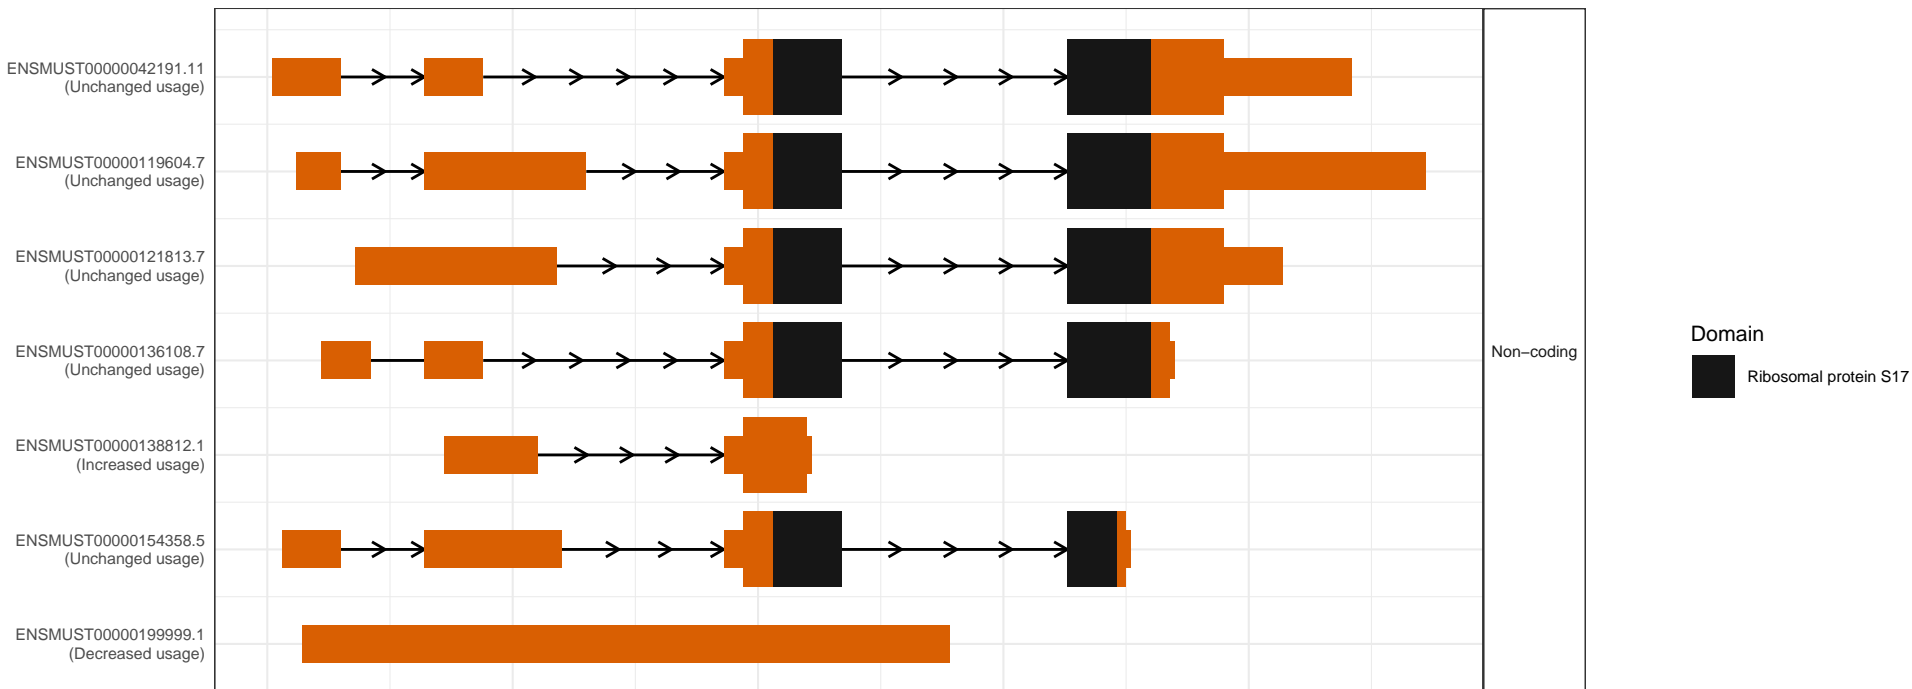 ENSMUST00000042191.11
(Unchanged usage)
ENSMUST00000119604.7
(Unchanged usage)
ENSMUST00000121813.7
(Unchanged usage)
ENSMUST00000136108.7
(Unchanged usage)
ENSMUST00000138812.1
(Increased usage)
ENSMUST00000154358.5
(Unchanged usage)
ENSMUST00000199999.1
(Decreased usage)
Non−coding
Domain
Ribosomal protein S17